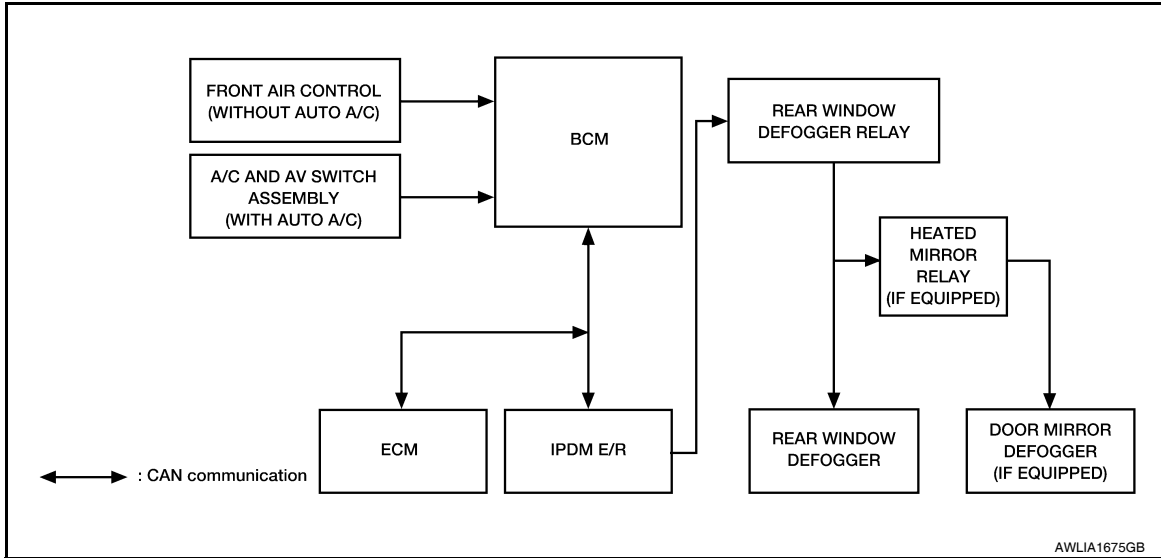 FRONT AIR CONTROL
(WITHOUT AUTO A/C)
A/C AND AV SWITCH
ASSEMBLY
(WITH AUTO A/C)
BCM
REAR WINDOW
DEFOGGER RELAY
HEATED
MIRROR
RELAY
(IF EQUIPPED)
ECM
IPDM E/R
REAR WINDOW
DEFOGGER
DOOR MIRROR
DEFOGGER
(IF EQUIPPED)
: CAN communication
AWLIA1675GB